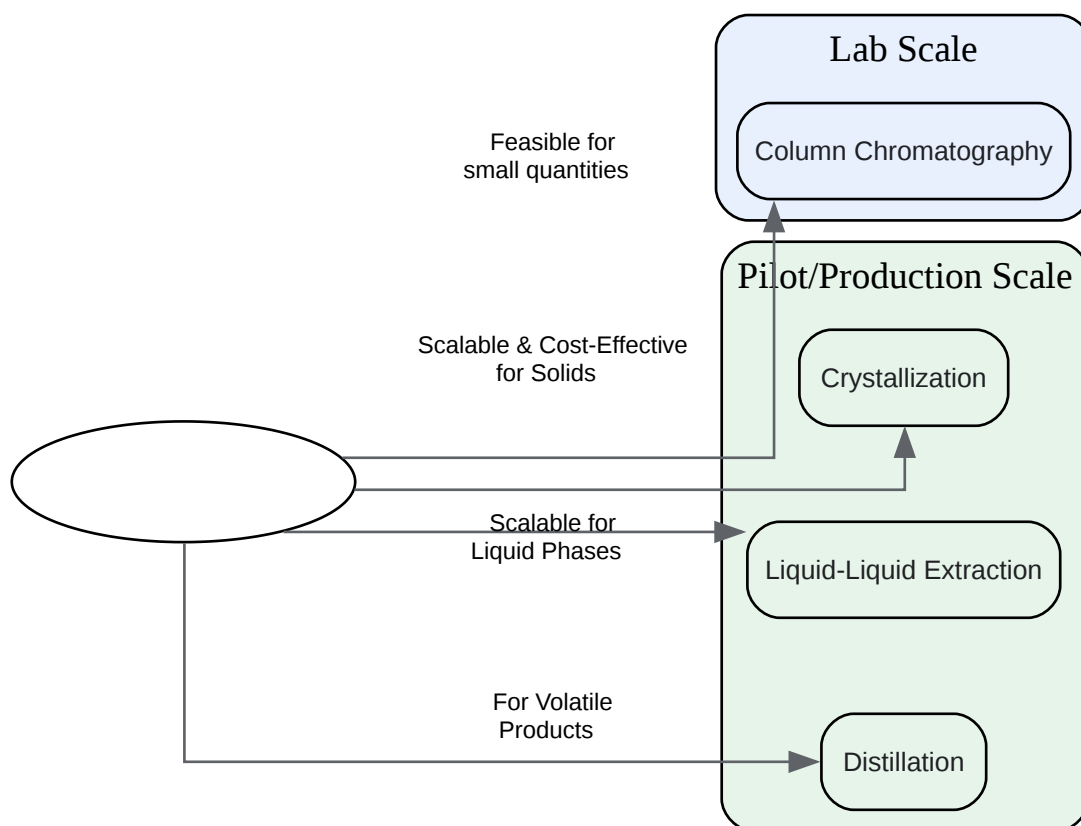 Lab Scale
Feasible for
small quantities
Column Chromatography
Pilot/Production Scale
Scalable & Cost-Effective
for Solids
Crystallization
Scalable for
Liquid Phases
Liquid-Liquid Extraction
For Volatile
Products
Distillation